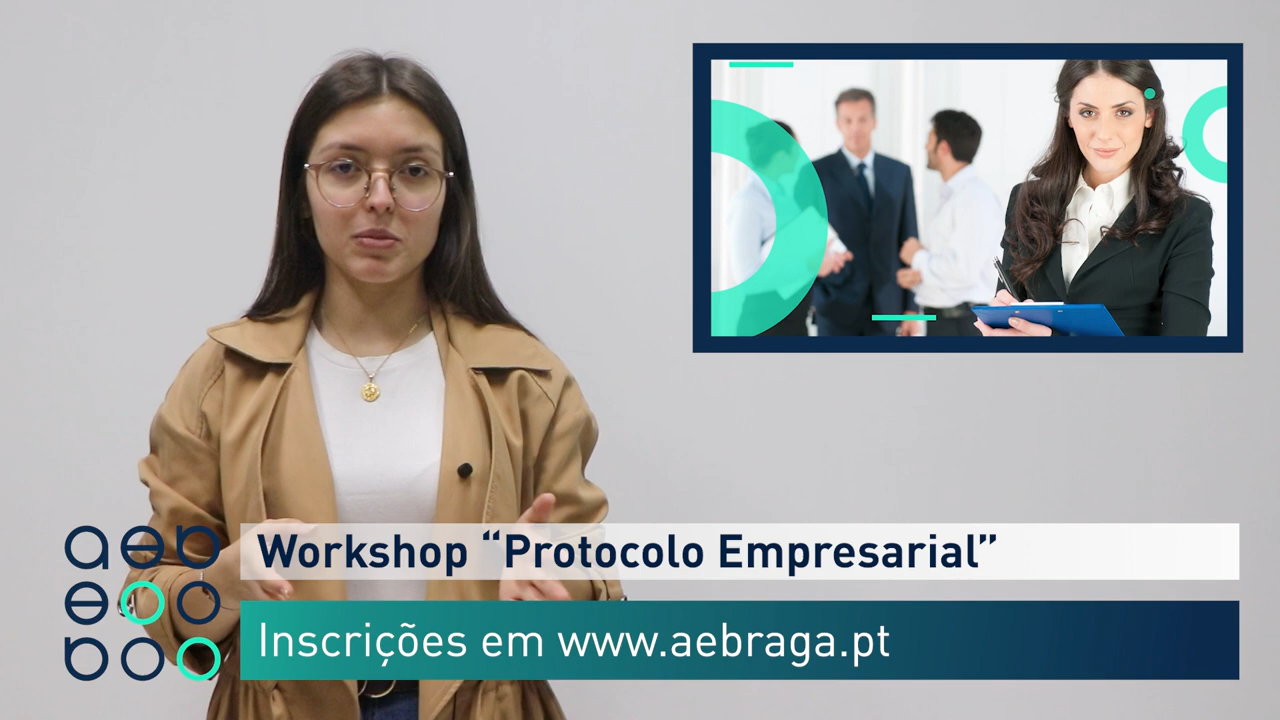 aeb
Workshop “Protocolo Empresarial”
Inscrições em www.aebraga.pt